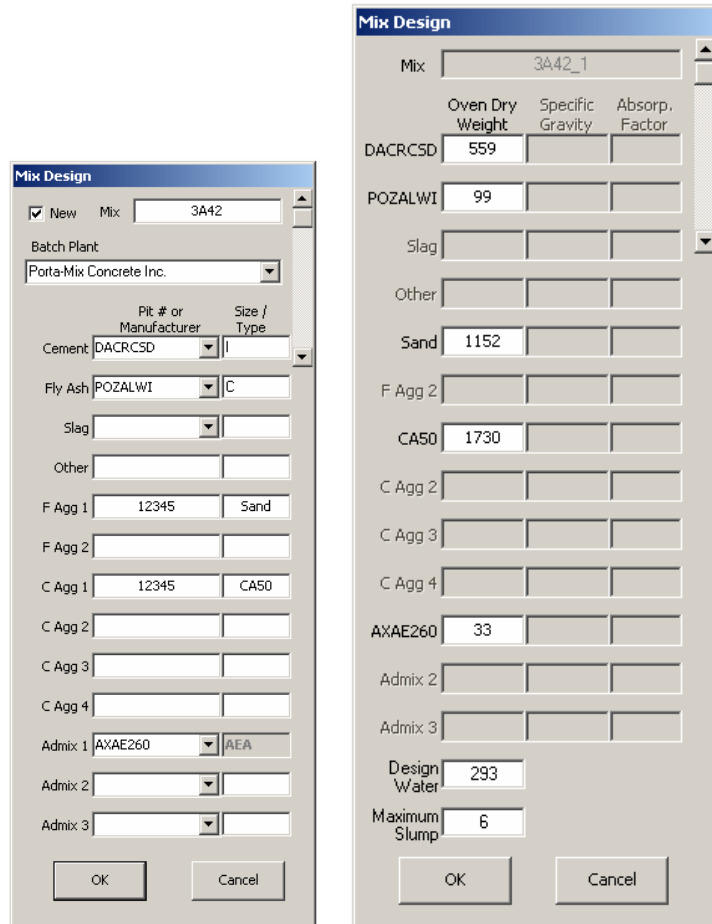 Mix Design
New Mix 3A42
Batch Plant
Porta-Mix Concrete Inc.
Pit # or Size /
Manufacturer Type
Cement DACRCSD I
Fly Ash POZALWI C
Slag
Other
F Agg 1 12345 Sand
F Agg 2
C Agg 1 12345 CA50
C Agg 2
C Agg 3
C Agg 4
Admix 1 AXAE260 AEA
Admix 2
Admix 3
OK Cancel
Mix Design
Mix 3A42_1
Oven Dry Specific Absorp.
Weight Gravity Factor
DACRCSD 559
POZALWI 99
Slag
Other
Sand 1152
F Agg 2
CA50 1730
C Agg 2
C Agg 3
C Agg 4
AXAE260 33
Admix 2
Admix 3
Design
Water 293
Maximum
Slump 6
OK Cancel